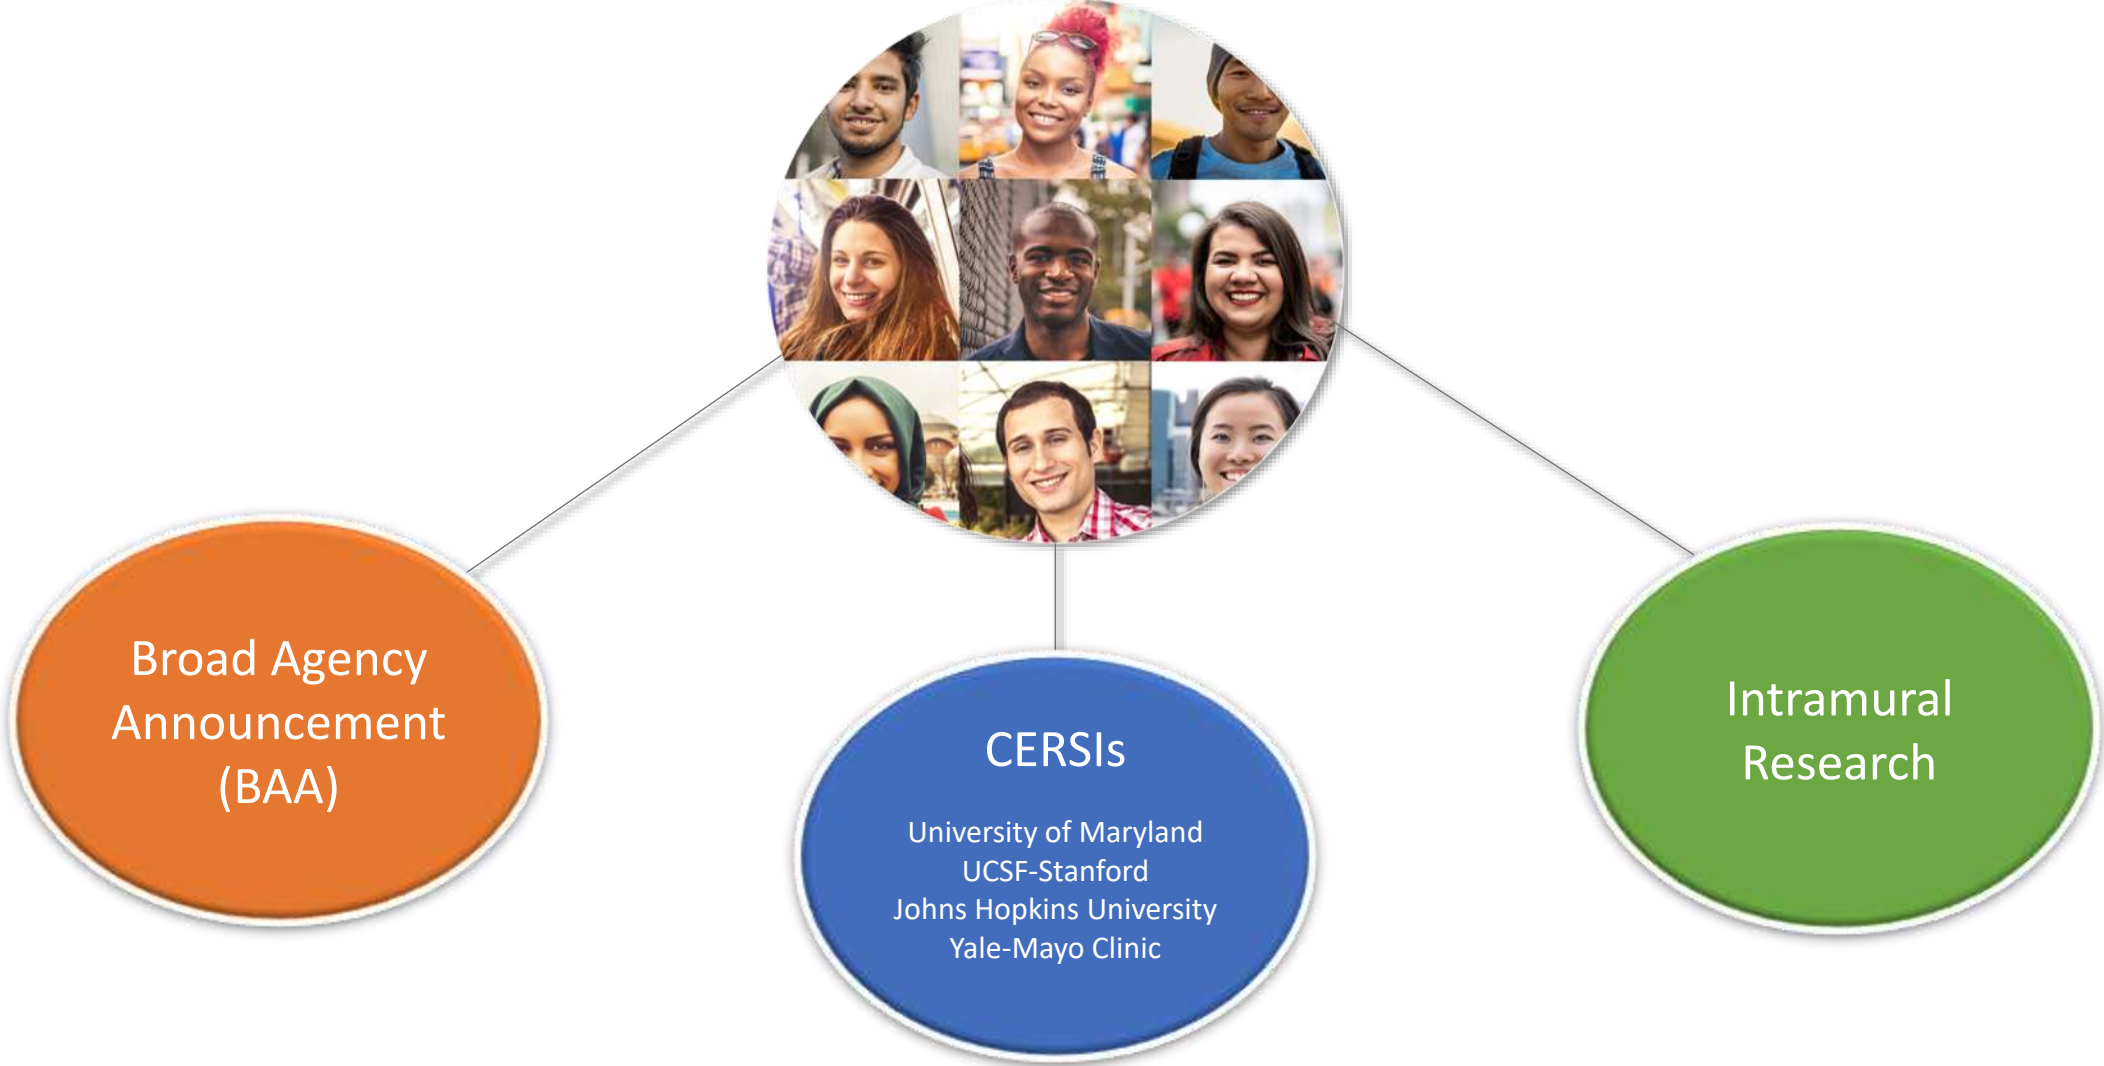 Broad Agency
Announcement
(BAA)
CERSIs
University of Maryland
UCSF-Stanford
Johns Hopkins University
Yale-Mayo Clinic
Intramural
Research